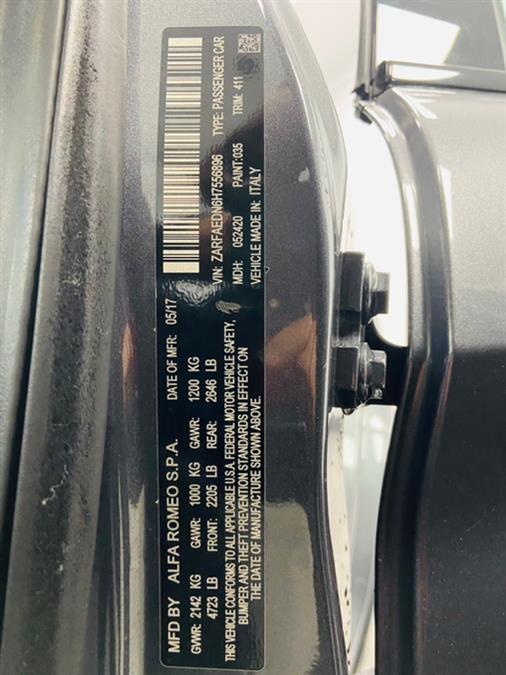 MFD BY ALFA ROMEO S.P.A. DATE OF MFR: 05/17
GVWR: 2142 KG GAWR: 1000 KG GAWR: 1200 KG
4723 LB FRONT: 2205 LB REAR: 2646 LB
THIS VEHICLE CONFORMS TO ALL APPLICABLE U.S.A. FEDERAL MOTOR VEHICLE SAFETY,
BUMPER AND THEFT PREVENTION STANDARDS IN EFFECT ON
THE DATE OF MANUFACTURE SHOWN ABOVE.
VIN: ZARFAEDN6H7556896 TYPE: PASSENGER CAR
MDH: 052420 PAINT:035 TRIM: 411
VEHICLE MADE IN: ITALY